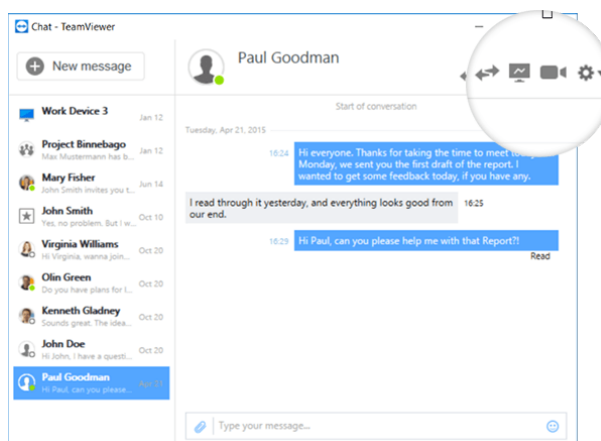 Chat - TeamViewer
New message
Paul Goodman
Start of conversation
Tuesday, Apr 21, 2015
Work Device 3
Jan 12
Project Binnebago
Jan 12
Max Mustermann has b...
Mary Fisher
Jun 14
John Smith invites you t...
John Smith
Oct 10
Yes, no problem. But I w...
Virginia Williams
Oct 20
Hi Virginia, wanna join...
Olin Green
Oct 20
Do you have plans for I...
Kenneth Gladney
Oct 20
Sounds great. The idea...
John Doe
Oct 20
Hi John, I have a questi...
Paul Goodman
Hi Paul, can you please...
16:24
Hi everyone. Thanks for taking the time to meet
Monday, we sent you the first draft of the report. I
wanted to get some feedback today, if you have any.
I read through it yesterday, and everything looks good from
our end.
16:25
16:29
Hi Paul, can you please help me with that Report?!
Read
Type your message...